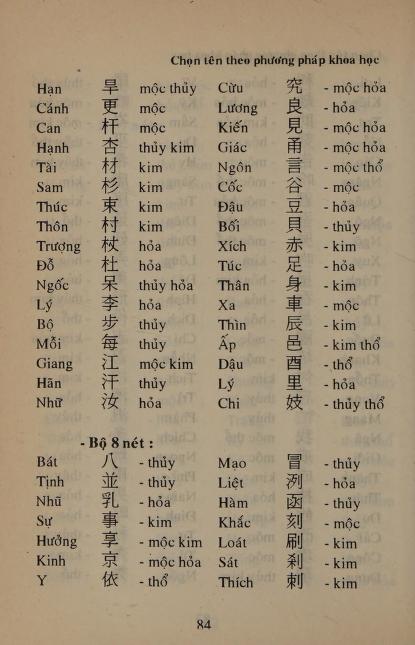 Chọn tên theo phương pháp khoa học
Hạn 旱 mộc thủy Cừu 究 - mộc hỏa
Cánh 更 mộc Lương 良 - hỏa
Can 杆 mộc Kiến 見 - mộc hỏa
Hạnh 杏 thủy kim Giác 甬 - mộc hỏa
Tài 材 kim Ngôn 言 - mộc thổ
Sam 杉 kim Cốc 谷 - mộc
Thúc 束 kim Đậu 豆 - hỏa
Thôn 村 kim Bối 貝 - thủy
Trượng 杖 hỏa Xích 赤 - kim
Đỗ 杜 hỏa Túc 足 - hỏa
Ngốc 呆 thủy hỏa Thân 身 - kim
Lý 李 hỏa Xa 車 - mộc
Bộ 步 thủy Thìn 辰 - kim
Mỗi 每 thủy Ấp 邑 - kim thổ
Giang 江 mộc kim Dậu 酉 - thổ
Hãn 汗 thủy Lý 里 - hỏa
Nhữ 汝 hỏa Chi 妓 - thủy thổ
- Bộ 8 nét :
Bát 八 - thủy Mạo 冒 - thủy
Tịnh 並 - thủy Liệt 洌 - hỏa
Nhũ 乳 - hỏa Hàm 函 - thủy
Sự 事 - kim Khắc 刻 - mộc
Hưởng 享 - mộc kim Loát 刷 - kim
Kinh 京 - mộc hỏa Sát 刹 - kim
Y 依 - thổ Thích 刺 - kim
84